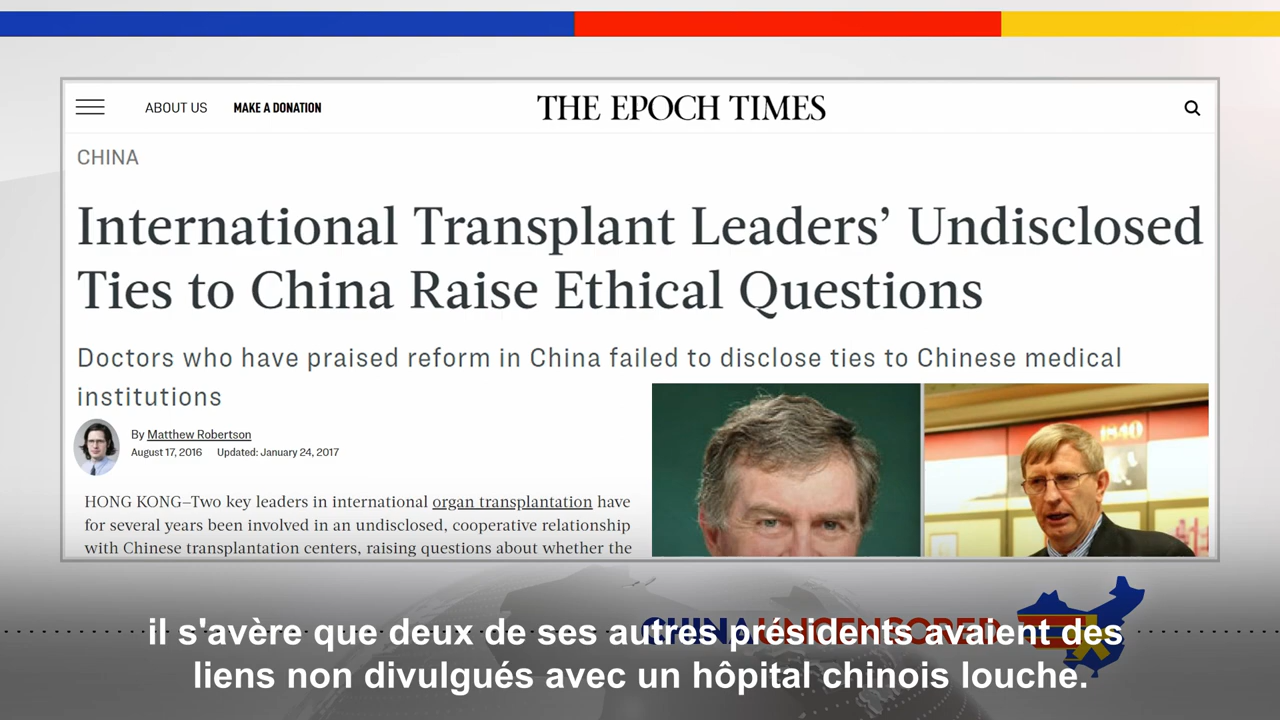 ABOUT US MAKE A DONATION THE EPOCH TIMES
CHINA
International Transplant Leaders’ Undisclosed
Ties to China Raise Ethical Questions
Doctors who have praised reform in China failed to disclose ties to Chinese medical
institutions
By Matthew Robertson
August 17, 2016 Updated: January 24, 2017
1840
HONG KONG–Two key leaders in international organ transplantation have
for several years been involved in an undisclosed, cooperative relationship
with Chinese transplantation centers, raising questions about whether the
CHINA UNCENSORED
il s'avère que deux de ses autres présidents avaient des
liens non divulgués avec un hôpital chinois louche.